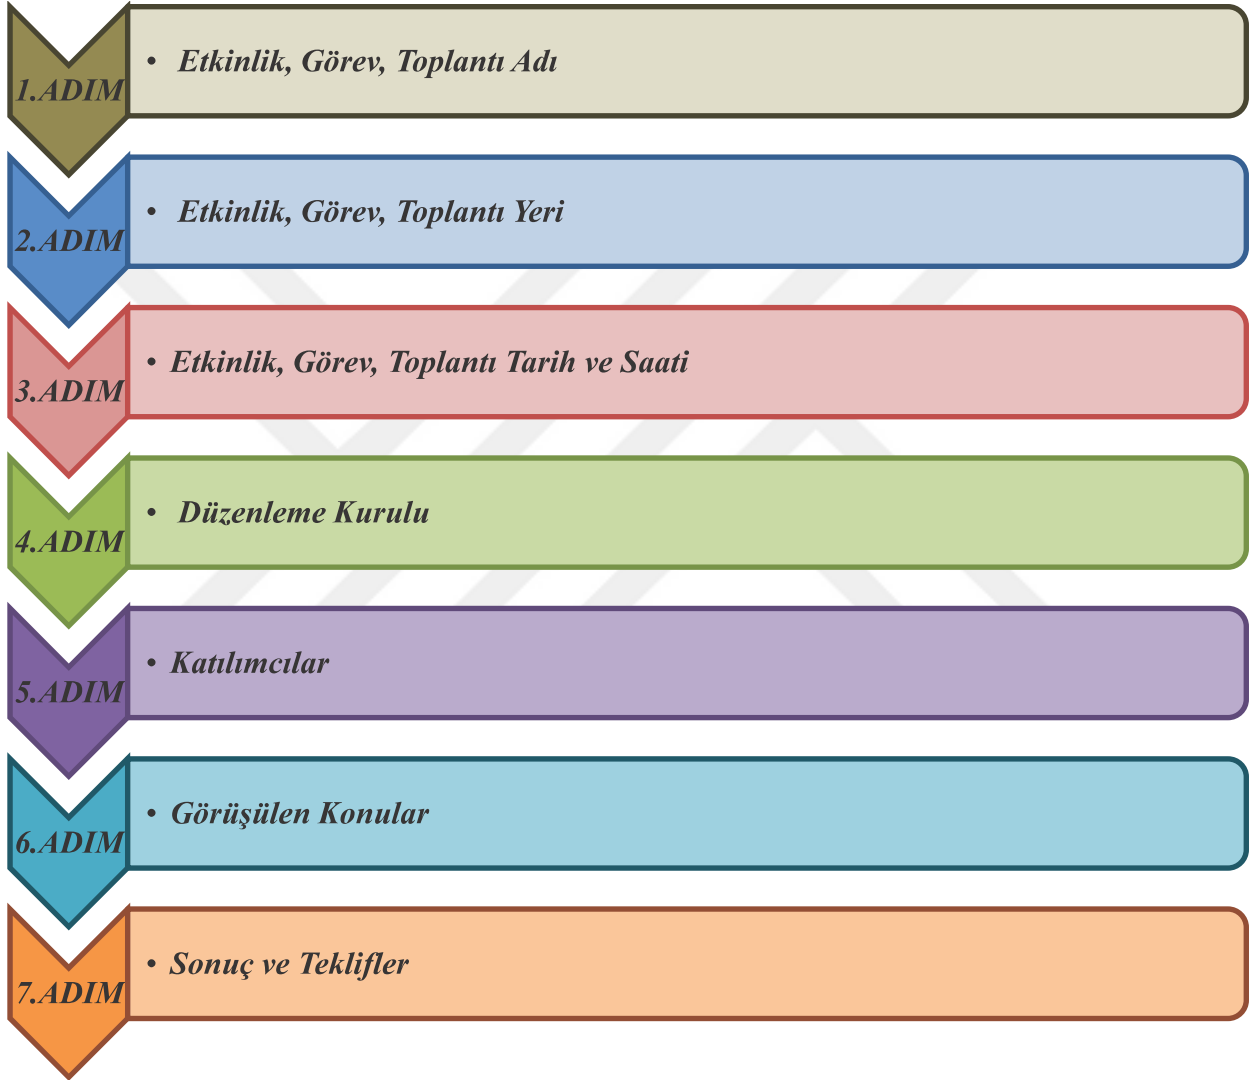 1.ADIM
• Etkinlik, Görev, Toplantı Adı
2.ADIM
• Etkinlik, Görev, Toplantı Yeri
3.ADIM
• Etkinlik, Görev, Toplantı Tarih ve Saati
4.ADIM
• Düzenleme Kurulu
5.ADIM
• Katılımcılar
6.ADIM
• Görüşülen Konular
7.ADIM
• Sonuç ve Teklifler